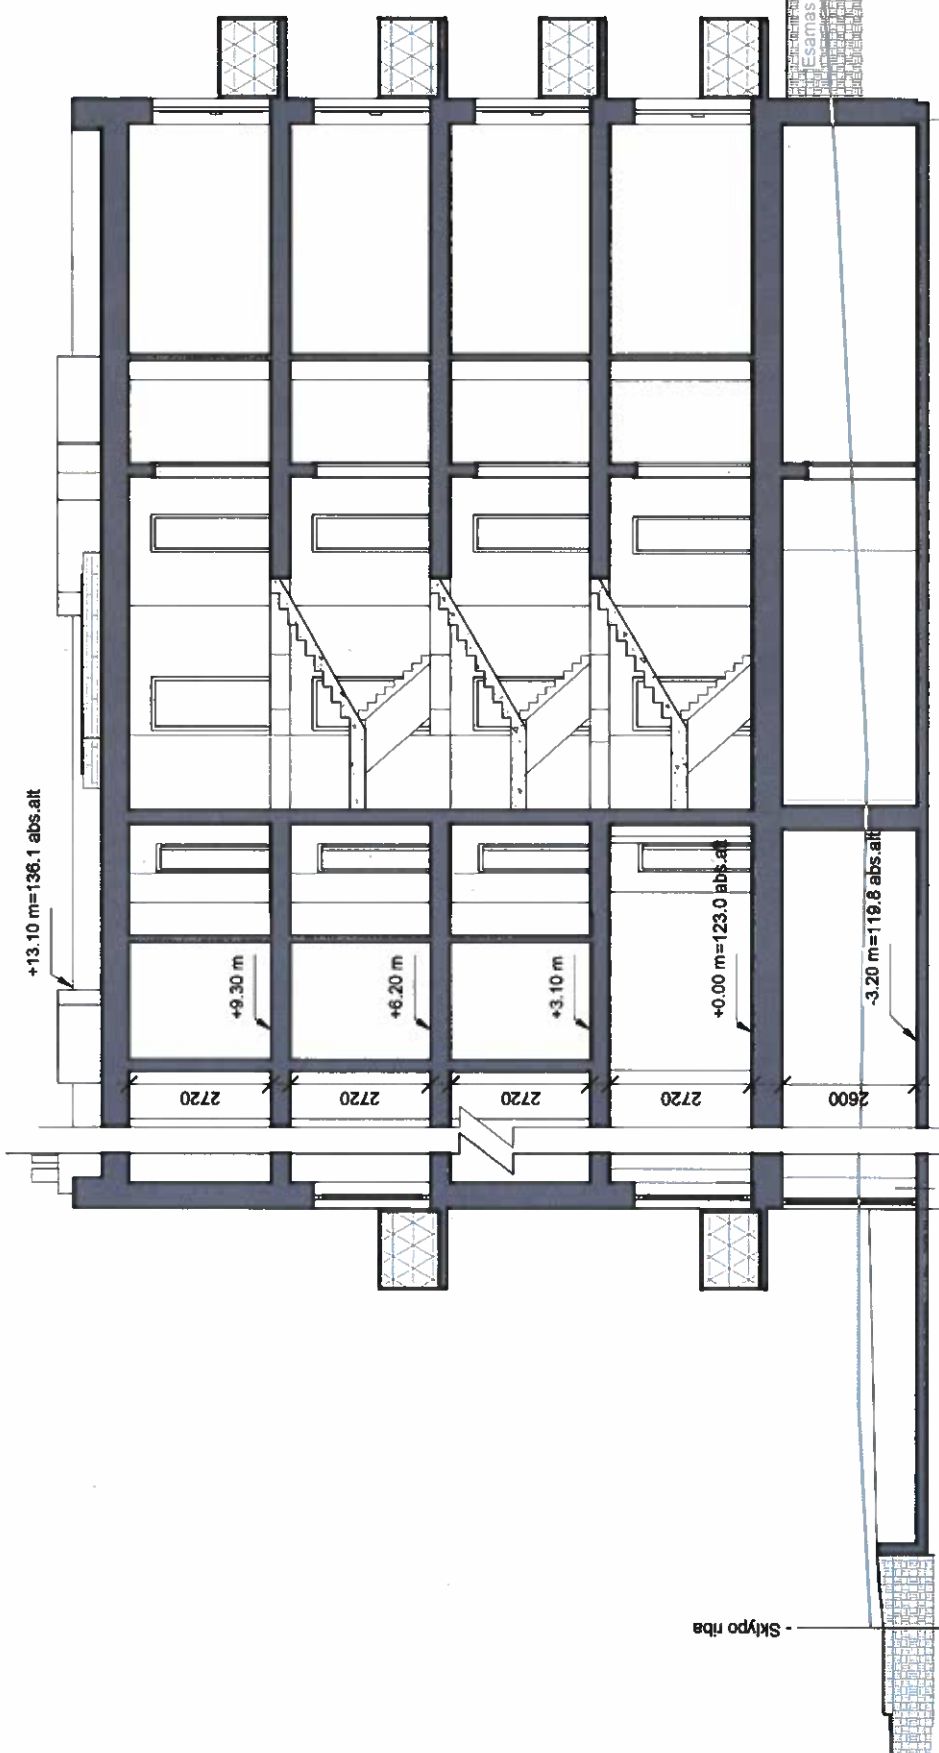 Esamas
+13.10 m=136.1 abs.alt
+9.30 m
+6.20 m
+3.10 m
+0.00 m=123.0 abs.alt
-3.20 m=119.8 abs.alt
2720
2720
2720
2720
2600
- Sklypo riba